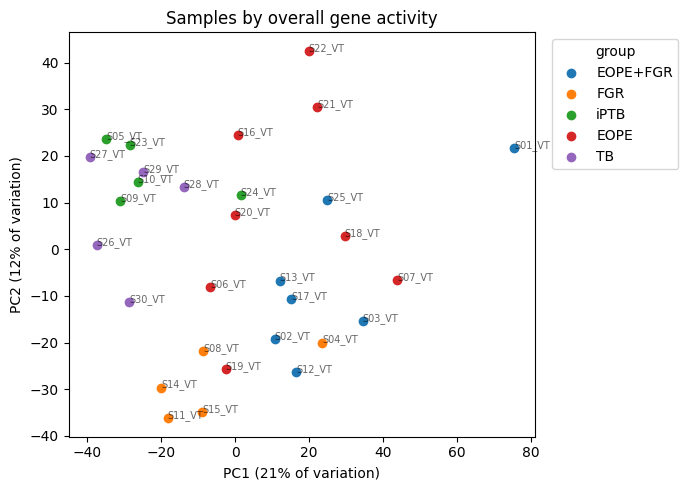 Samples by overall gene activity
group
EOPE+FGR
FGR
iPTB
EOPE
TB
S22_VT
S21_VT
S16_VT
S05_VT
S23_VT
S01_VT
S27_VT
S29_VT
S10_VT
S28_VT
S24_VT
S09_VT
S25_VT
S20_VT
S18_VT
S26_VT
S13_VT
S07_VT
S06_VT
S17_VT
S30_VT
S03_VT
S02_VT
S04_VT
S08_VT
S19_VT
S12_VT
S14_VT
S15_VT
S11_VT
40
30
20
10
0
−10
−20
−30
−40
PC2 (12% of variation)
−40
−20
0
20
40
60
80
PC1 (21% of variation)